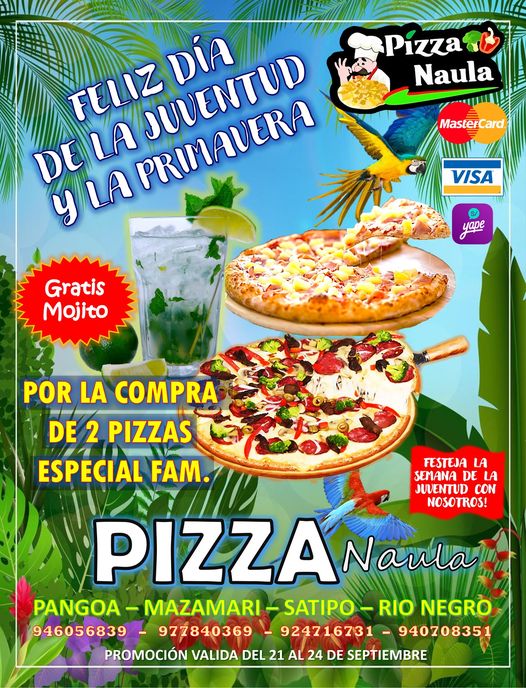 FELIZ DÍA
DE LA JUVENTUD
Y LA PRIMAVERA
Pizza
Naula
MasterCard
VISA
yape
Gratis
Mojito
POR LA COMPRA
DE 2 PIZZAS
ESPECIAL FAM.
FESTEJA LA
SEMANA DE LA
JUVENTUD CON
NOSOTROS!
PIZZA Naula
PANGOA – MAZAMARI – SATIPO – RIO NEGRO
946056839 - 977840369 - 924716731 - 940708351
PROMOCIÓN VALIDA DEL 21 AL 24 DE SEPTIEMBRE